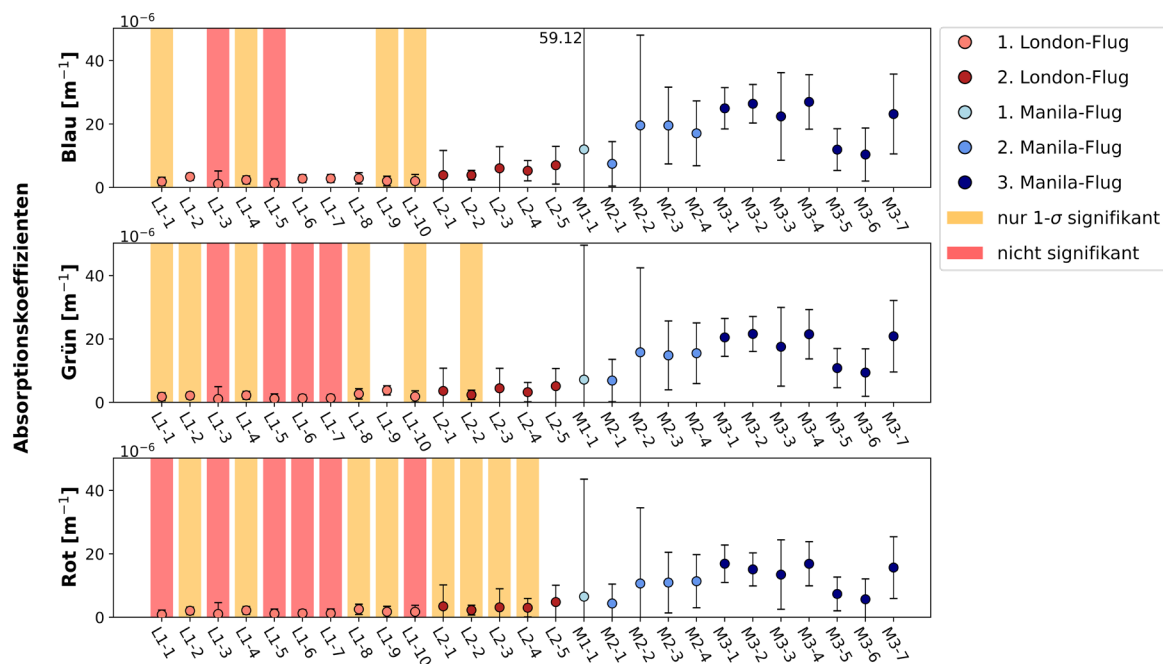 Absorptionskoeffizienten
10⁻⁶
Blau [m⁻¹]
40
20
0
59.12
L1-1 L1-2 L1-3 L1-4 L1-5 L1-6 L1-7 L1-8 L1-9 L1-10 L2-1 L2-2 L2-3 L2-4 L2-5 M1-1 M2-1 M2-2 M2-3 M2-4 M3-1 M3-2 M3-3 M3-4 M3-5 M3-6 M3-7
10⁻⁶
Grün [m⁻¹]
40
20
0
L1-1 L1-2 L1-3 L1-4 L1-5 L1-6 L1-7 L1-8 L1-9 L1-10 L2-1 L2-2 L2-3 L2-4 L2-5 M1-1 M2-1 M2-2 M2-3 M2-4 M3-1 M3-2 M3-3 M3-4 M3-5 M3-6 M3-7
10⁻⁶
Rot [m⁻¹]
40
20
0
L1-1 L1-2 L1-3 L1-4 L1-5 L1-6 L1-7 L1-8 L1-9 L1-10 L2-1 L2-2 L2-3 L2-4 L2-5 M1-1 M2-1 M2-2 M2-3 M2-4 M3-1 M3-2 M3-3 M3-4 M3-5 M3-6 M3-7
1. London-Flug
2. London-Flug
1. Manila-Flug
2. Manila-Flug
3. Manila-Flug
nur 1-σ signifikant
nicht signifikant